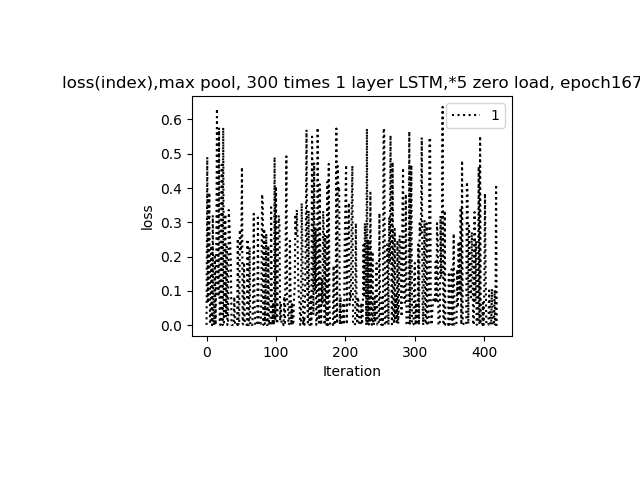 loss(index),max pool, 300 times 1 layer LSTM,*5 zero load, epoch167
1
0.6
0.5
0.4
0.3
0.2
0.1
0.0
loss
0 100 200 300 400
Iteration